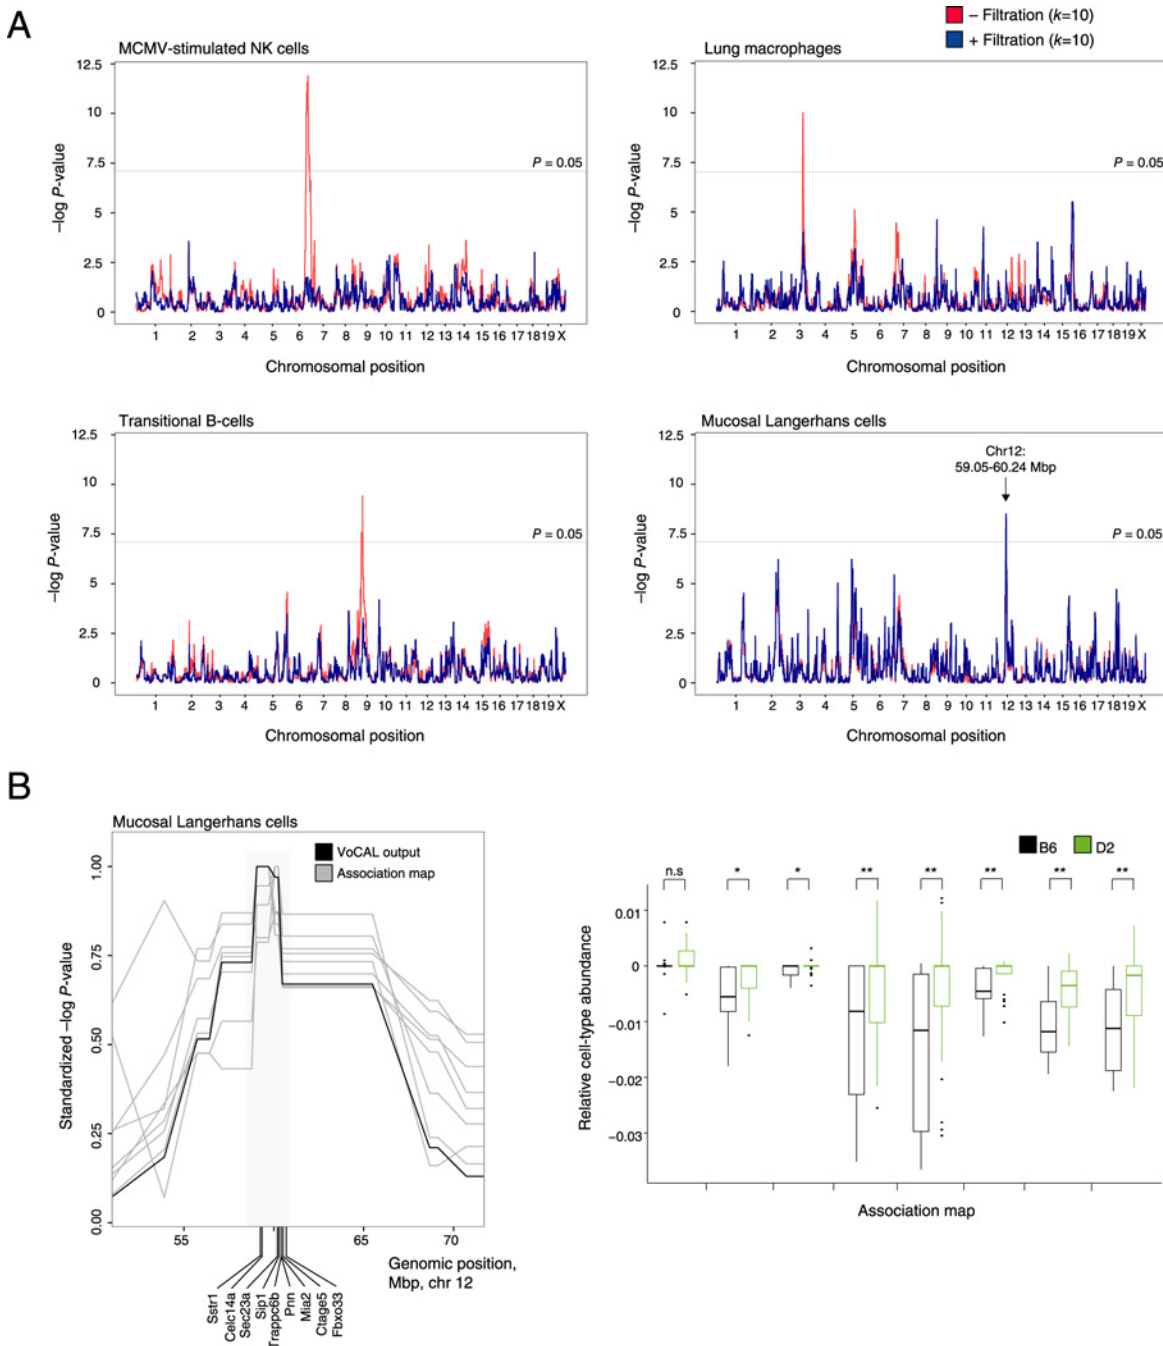 A
− Filtration (k=10)
+ Filtration (k=10)
MCMV-stimulated NK cells
12.5
10
7.5
5
2.5
0
−log P-value
P = 0.05
1 2 3 4 5 6 7 8 9 10 11 12 13 14 15 16 17 18 19 X
Chromosomal position
Lung macrophages
12.5
10
7.5
5
2.5
0
−log P-value
P = 0.05
1 2 3 4 5 6 7 8 9 10 11 12 13 14 15 16 17 18 19 X
Chromosomal position
Transitional B-cells
12.5
10
7.5
5
2.5
0
−log P-value
P = 0.05
1 2 3 4 5 6 7 8 9 10 11 12 13 14 15 16 17 18 19 X
Chromosomal position
Mucosal Langerhans cells
Chr12:
59.05-60.24 Mbp
12.5
10
7.5
5
2.5
0
−log P-value
P = 0.05
1 2 3 4 5 6 7 8 9 10 11 12 13 14 15 16 17 18 19 X
Chromosomal position
B
Mucosal Langerhans cells
VoCAL output
Association map
1.00
0.75
0.50
0.25
0.00
Standardized −log P-value
55 65 70
Genomic position,
Mbp, chr 12
Sstr1
Celc14a
Sec23a
Sip1
Trappc6b
Pnn
Mia2
Ctage5
Fbxo33
B6
D2
n.s * * ** ** ** ** **
0.01
0
−0.01
−0.02
−0.03
Relative cell-type abundance
Association map